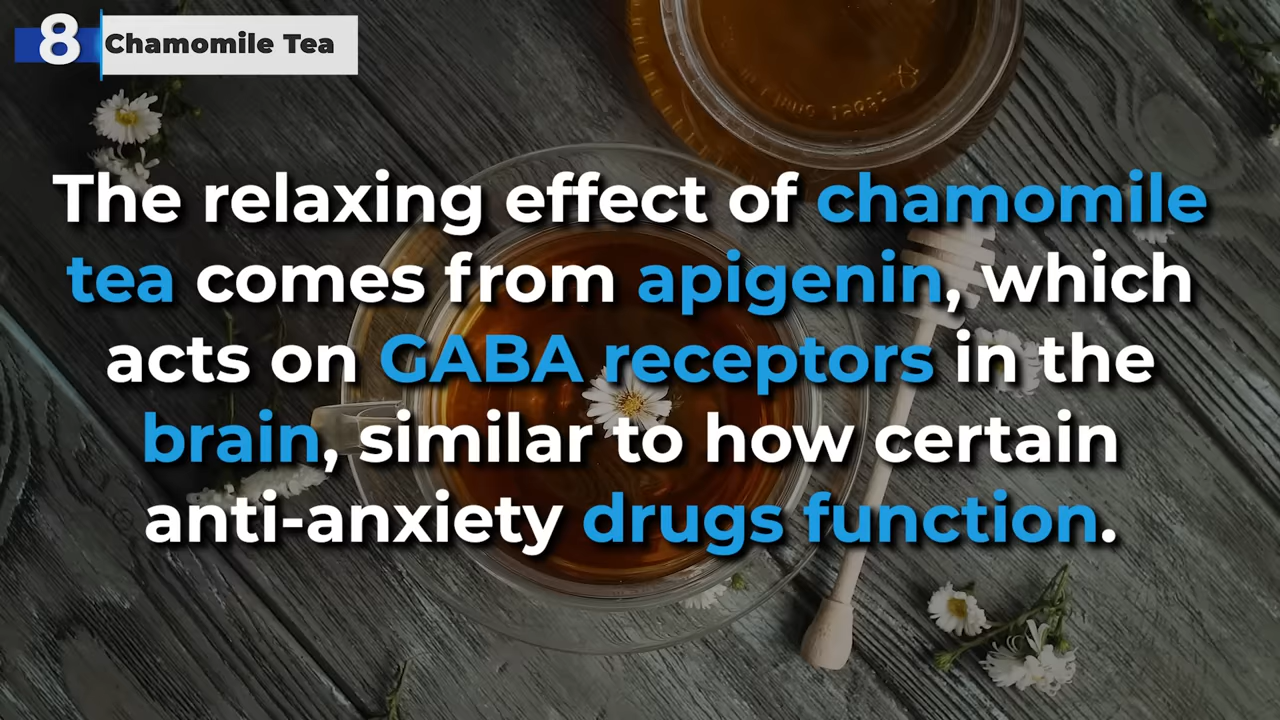 8 Chamomile Tea
The relaxing effect of chamomile
tea comes from apigenin, which
acts on GABA receptors in the
brain, similar to how certain
anti-anxiety drugs function.